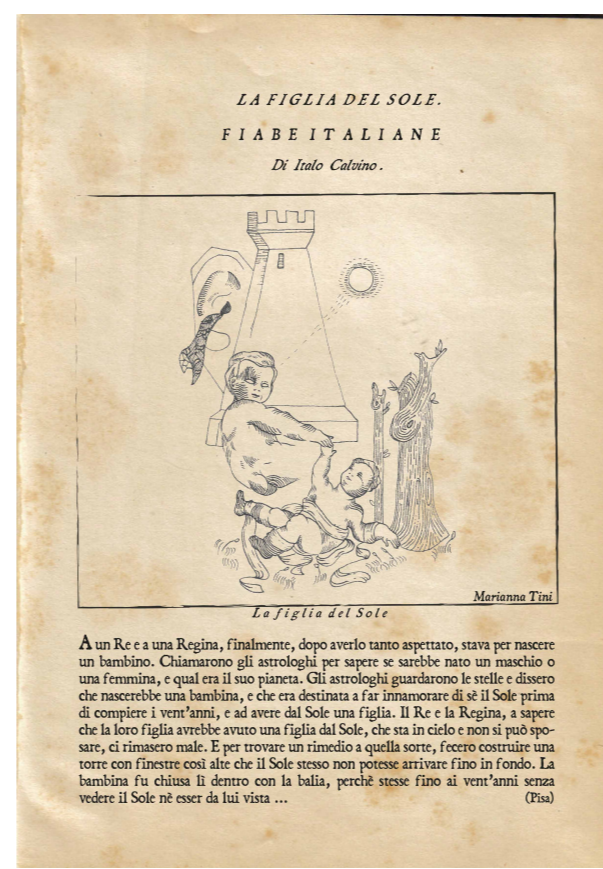 LA FIGLIA DEL SOLE.
FIABE ITALIANE
Di Italo Calvino.
Marianna Tini
La figlia del Sole
A un Re e a una Regina, finalmente, dopo averlo tanto aspettato, stava per nascere
un bambino. Chiamarono gli astrologhi per sapere se sarebbe nato un maschio o
una femmina, e qual era il suo pianeta. Gli astrologhi guardarono le stelle e dissero
che nascerebbe una bambina, e che era destinata a far innamorare di sè il Sole prima
di compiere i vent'anni, e ad avere dal Sole una figlia. Il Re e la Regina, a sapere
che la loro figlia avrebbe avuto una figlia dal Sole, che sta in cielo e non si può spo-
sare, ci rimasero male. E per trovare un rimedio a quella sorte, fecero costruire una
torre con finestre così alte che il Sole stesso non potesse arrivare fino in fondo. La
bambina fu chiusa lì dentro con la balia, perchè stesse fino ai vent'anni senza
vedere il Sole nè esser da lui vista ... (Pisa)